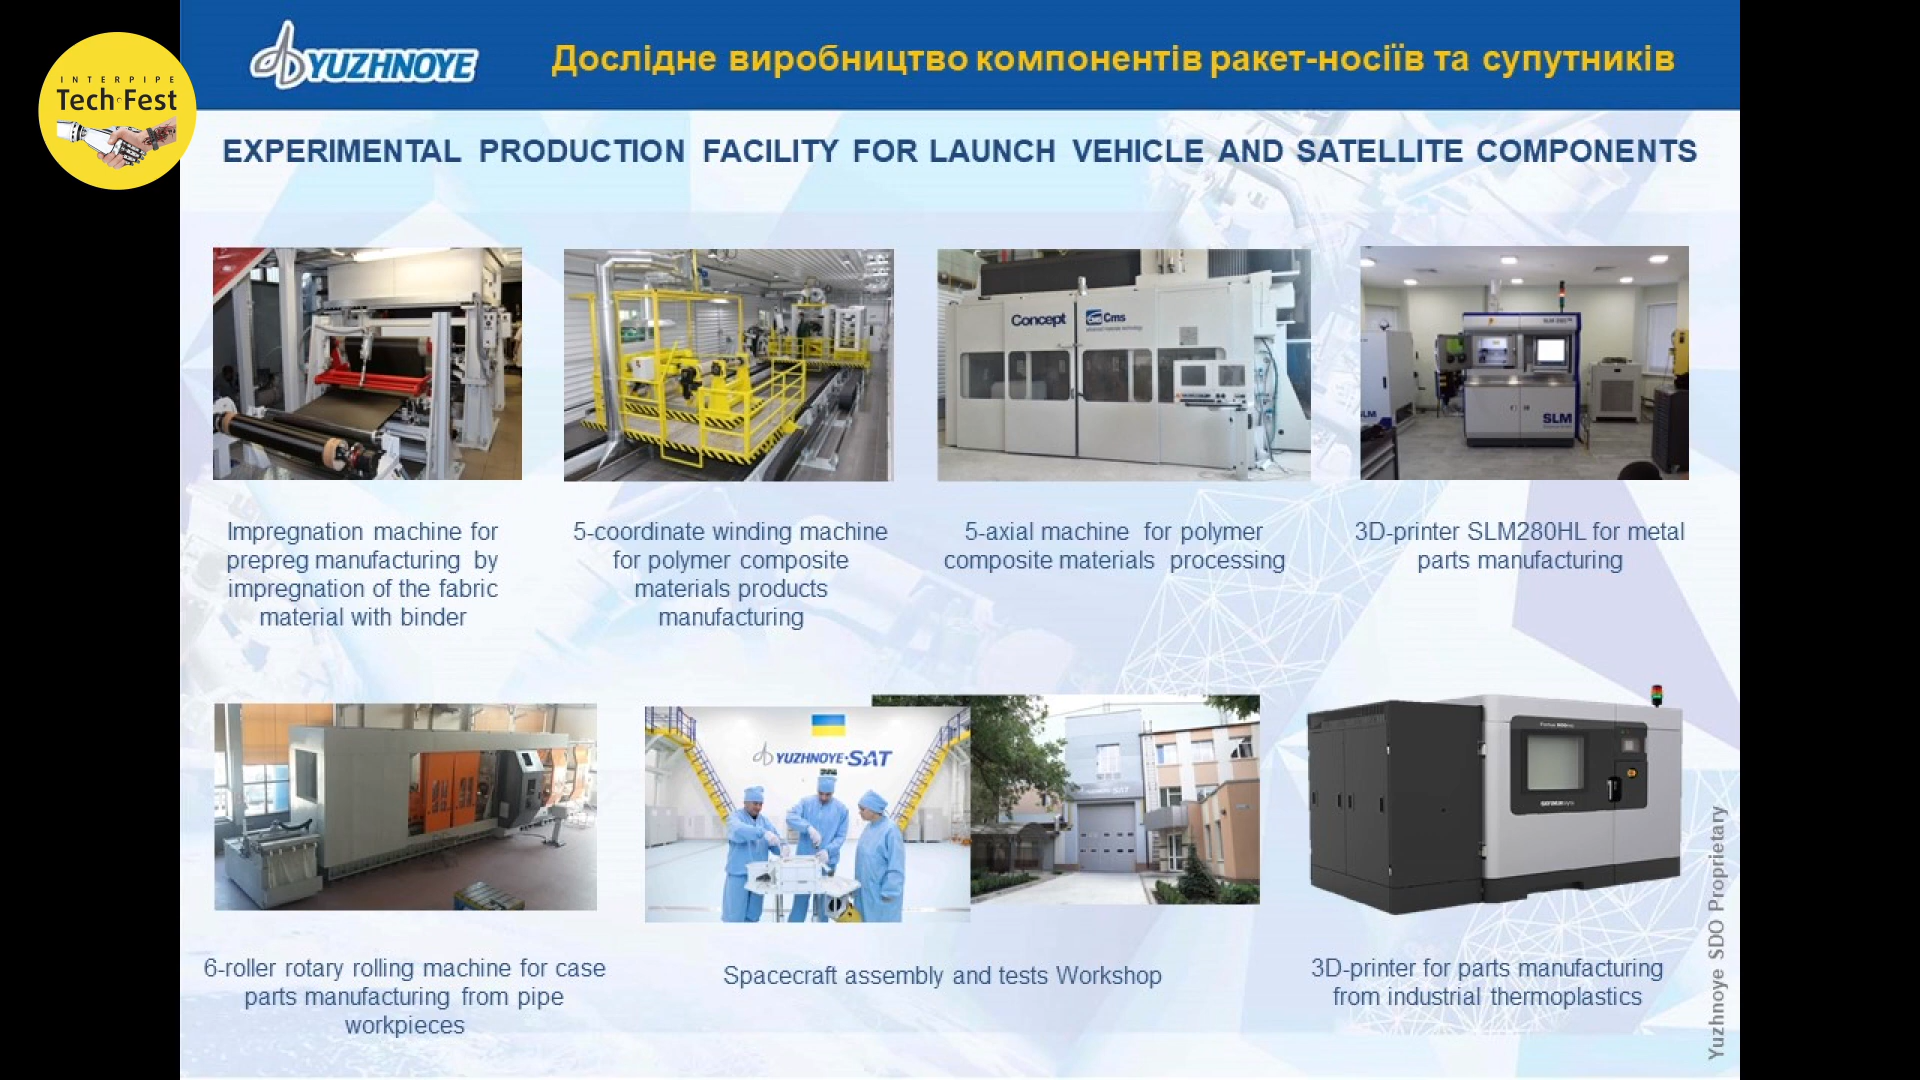 INTERPIPE
Tech Fest
YUZHNOYE
Дослідне виробництво компонентів ракет-носіїв та супутників
EXPERIMENTAL PRODUCTION FACILITY FOR LAUNCH VEHICLE AND SATELLITE COMPONENTS
Concept
Cms
SLM
SLM
Impregnation machine for
prepreg manufacturing by
impregnation of the fabric
material with binder
5-coordinate winding machine
for polymer composite
materials products
manufacturing
5-axial machine for polymer
composite materials processing
3D-printer SLM280HL for metal
parts manufacturing
YUZHNOYE-SAT
6-roller rotary rolling machine for case
parts manufacturing from pipe
workpieces
Spacecraft assembly and tests Workshop
3D-printer for parts manufacturing
from industrial thermoplastics
Yuzhnoye SDO Proprietary